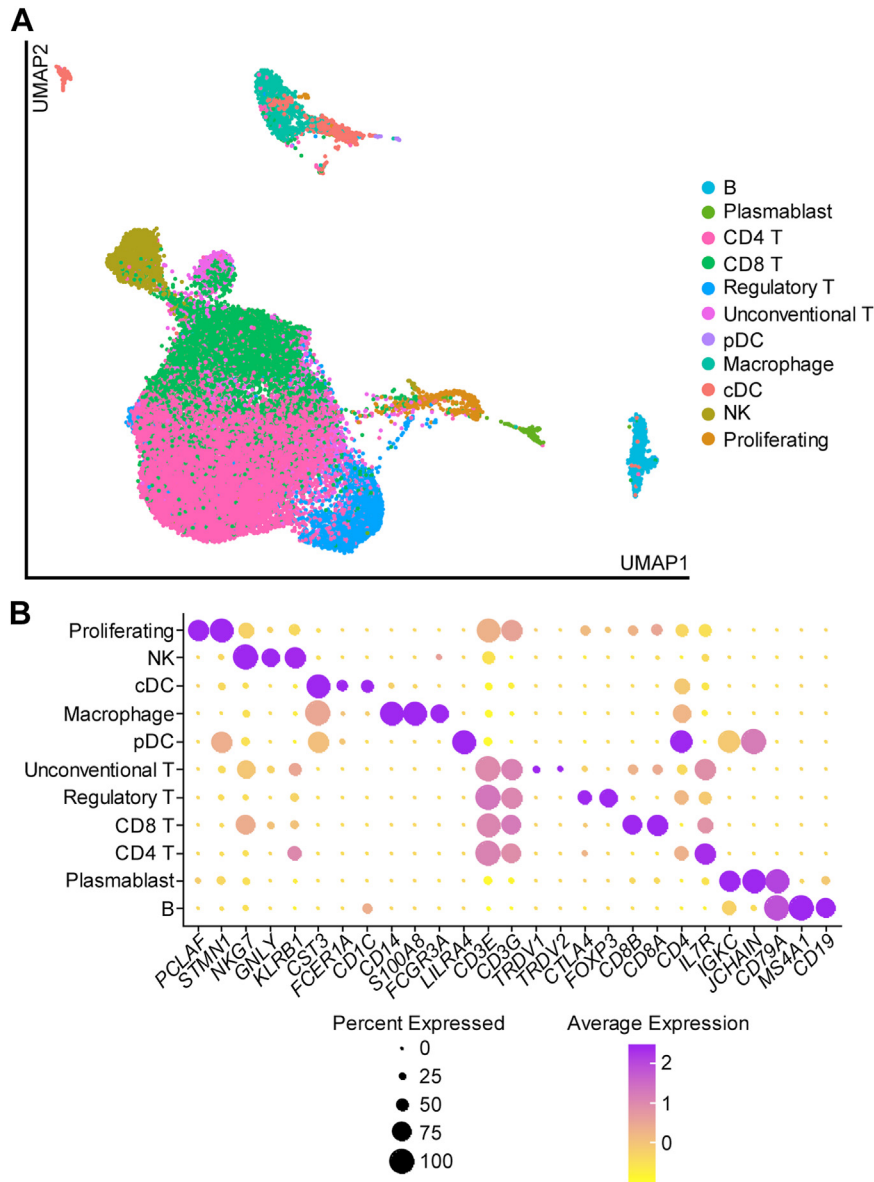 A
UMAP2
UMAP1
B
Plasmablast
CD4 T
CD8 T
Regulatory T
Unconventional T
pDC
Macrophage
cDC
NK
Proliferating
B
Proliferating
NK
cDC
Macrophage
pDC
Unconventional T
Regulatory T
CD8 T
CD4 T
Plasmablast
B
PCLAF
STMN1
NKG7
GNLY
KLRB1
CST3
FCER1A
CD1C
CD14
S100A8
FCGR3A
LILRA4
CD3E
CD3G
TRDV1
TRDV2
CTLA4
FOXP3
CD8B
CD8A
CD4
IL7R
IGKC
JCHAIN
CD79A
MS4A1
CD19
Percent Expressed
0
25
50
75
100
Average Expression
2
1
0